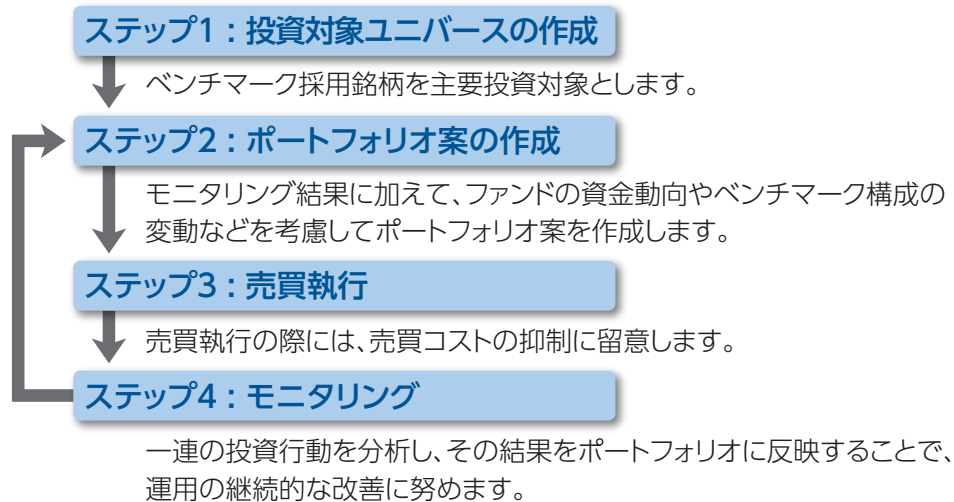 ステップ1：投資対象ユニバースの作成
ベンチマーク採用銘柄を主要投資対象とします。
ステップ2：ポートフォリオ案の作成
モニタリング結果に加えて、ファンドの資金動向やベンチマーク構成の
変動などを考慮してポートフォリオ案を作成します。
ステップ3：売買執行
売買執行の際には、売買コストの抑制に留意します。
ステップ4：モニタリング
一連の投資行動を分析し、その結果をポートフォリオに反映することで、
運用の継続的な改善に努めます。